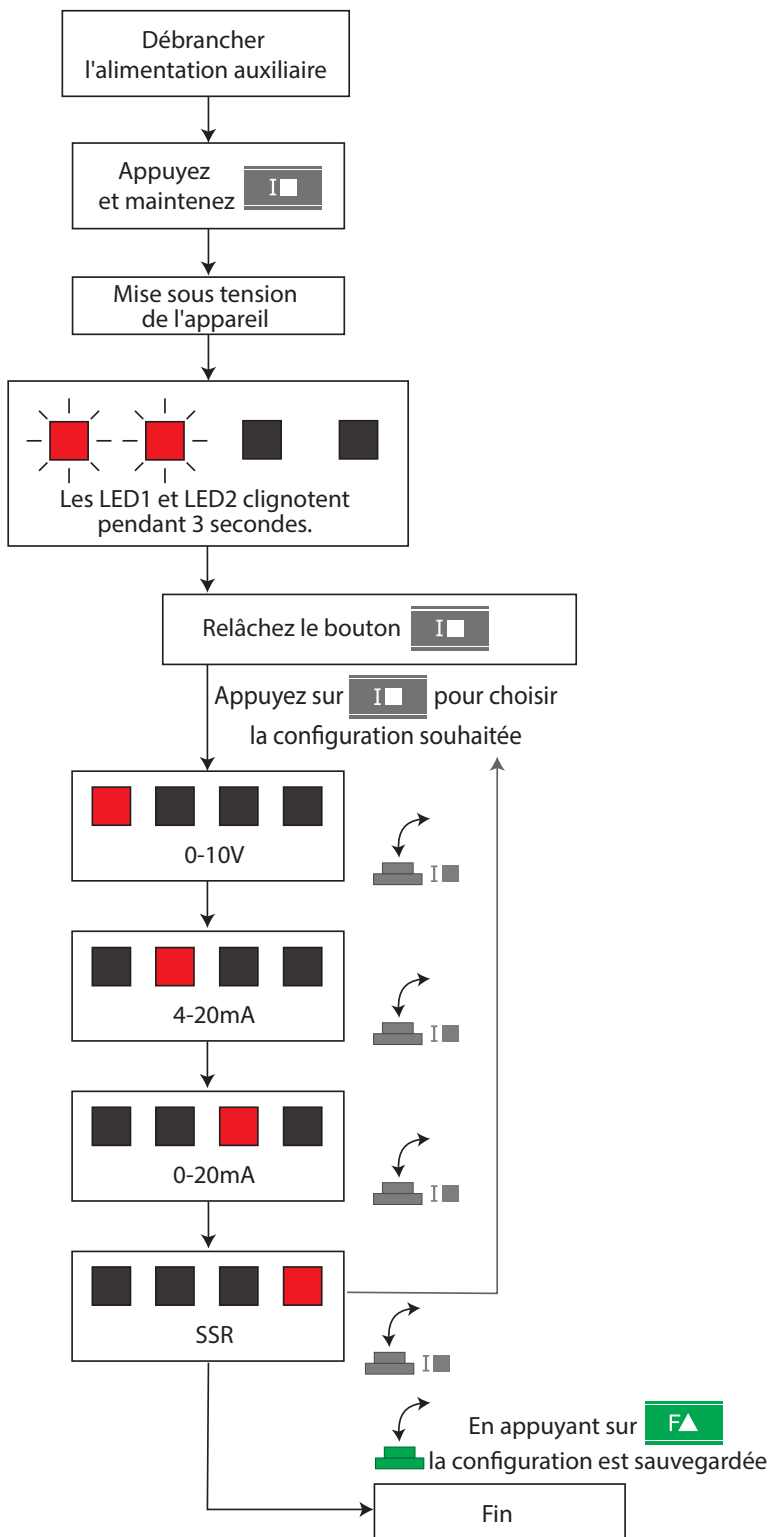 Débrancher
l'alimentation auxiliaire
Appuyez
et maintenez I■
Mise sous tension
de l'appareil
Les LED1 et LED2 clignotent
pendant 3 secondes.
Relâchez le bouton I■
Appuyez sur I■ pour choisir
la configuration souhaitée
0-10V
I■
4-20mA
I■
0-20mA
I■
SSR
I■
En appuyant sur F▲
la configuration est sauvegardée
Fin